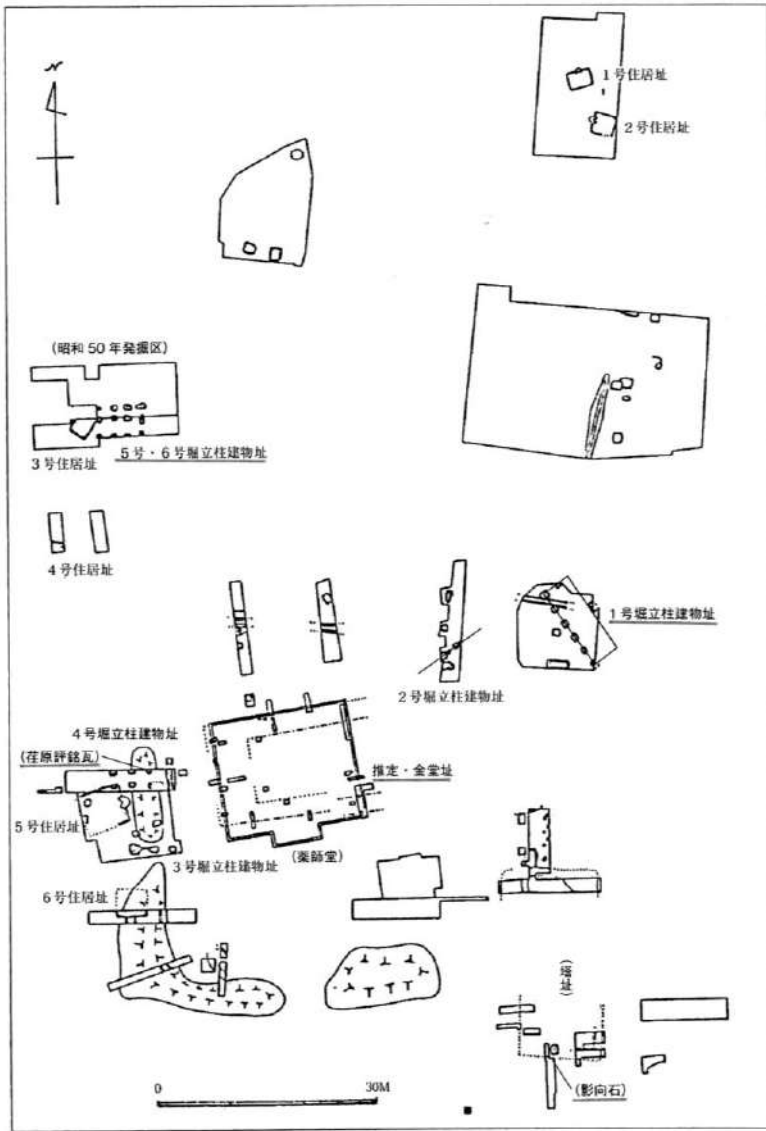 N
1号住居址
2号住居址
(昭和50年発掘区)
3号住居址
5号・6号堀立柱建物址
4号住居址
1号堀立柱建物址
2号堀立柱建物址
4号堀立柱建物址
(荏原評銘瓦)
推定・金堂址
5号住居址
(薬師堂)
3号堀立柱建物址
6号住居址
(塔址)
(影向石)
0
30M